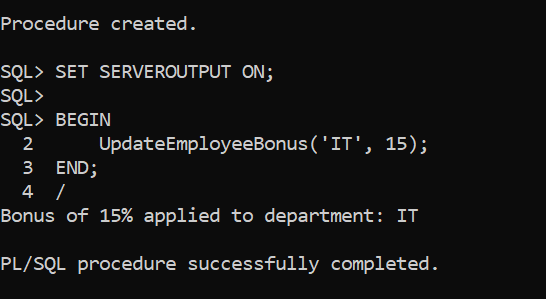 Procedure created.
SQL> SET SERVEROUTPUT ON;
SQL>
SQL> BEGIN
  2      UpdateEmployeeBonus('IT', 15);
  3  END;
  4  /
Bonus of 15% applied to department: IT
PL/SQL procedure successfully completed.